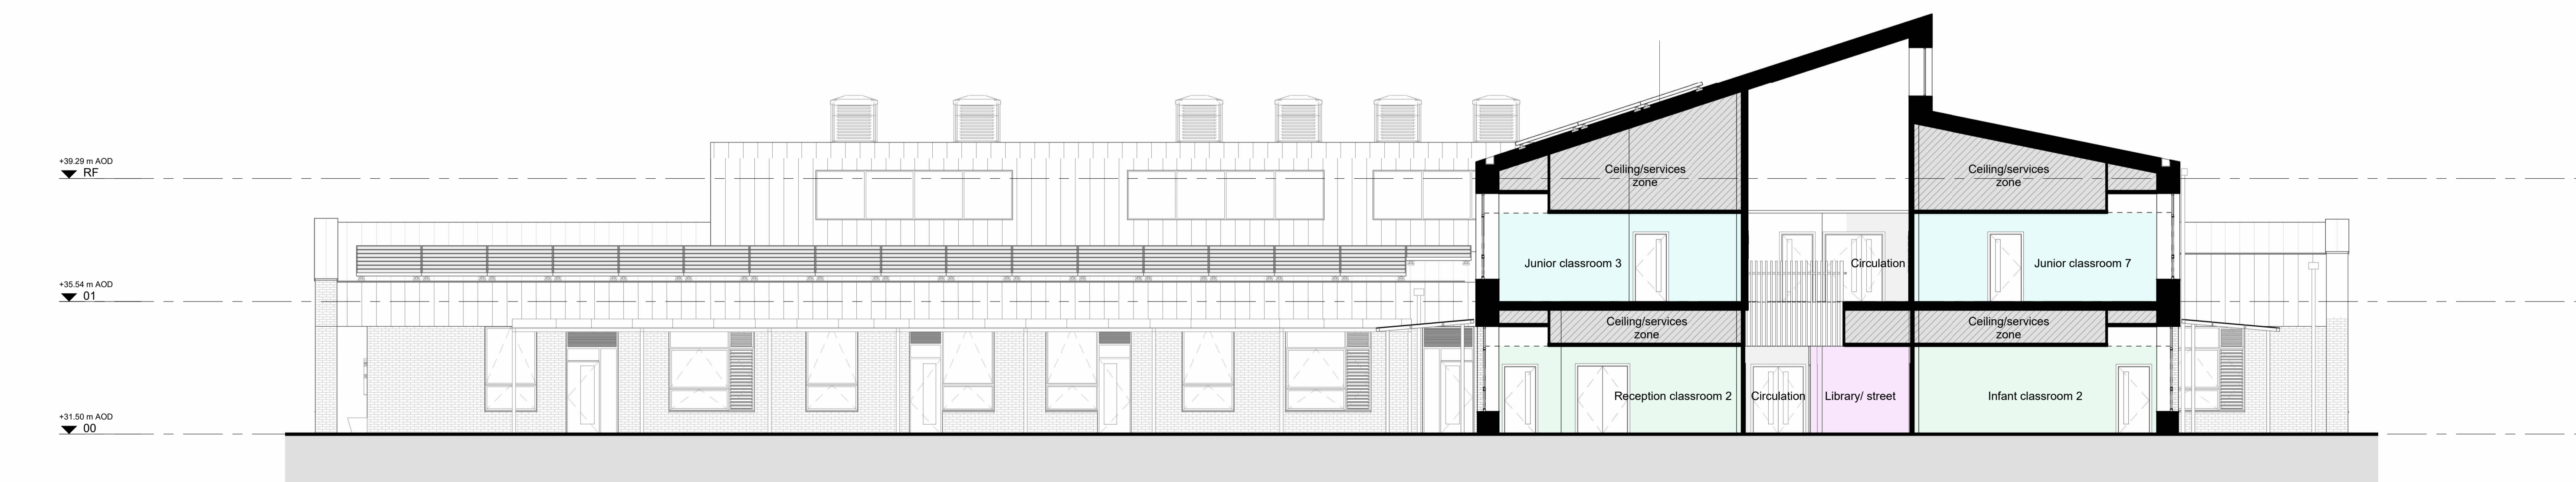 +39.29 m AOD
RF
Ceiling/services
zone
Ceiling/services
zone
Junior classroom 3
Circulation
Junior classroom 7
+35.54 m AOD
01
Ceiling/services
zone
Ceiling/services
zone
Reception classroom 2
Circulation
Library/ street
Infant classroom 2
+31.50 m AOD
00